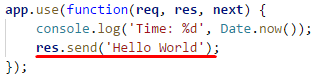 app.use(function(req, res, next) {
    console.log('Time: %d', Date.now());
    res.send('Hello World');
});